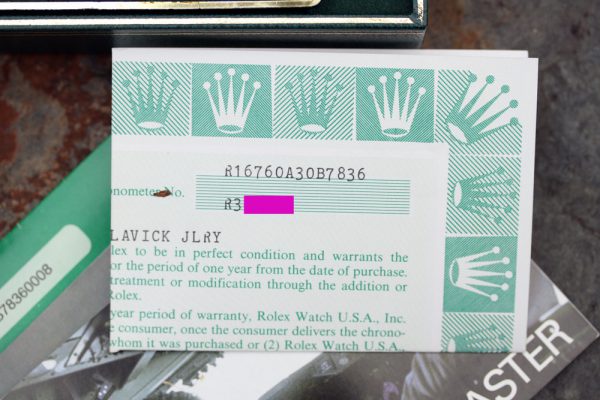 R16760A30B7836
onometer No.
R3
LAVICK JLRY
lex to be in perfect condition and warrants the
or the period of one year from the date of purchase.
treatment or modification through the addition or
Rolex.
year period of warranty, Rolex Watch U.S.A., Inc.
e consumer, once the consumer delivers the chrono-
whom it was purchased or (2) Rolex Watch U.S.A.,
78360008
ASTER